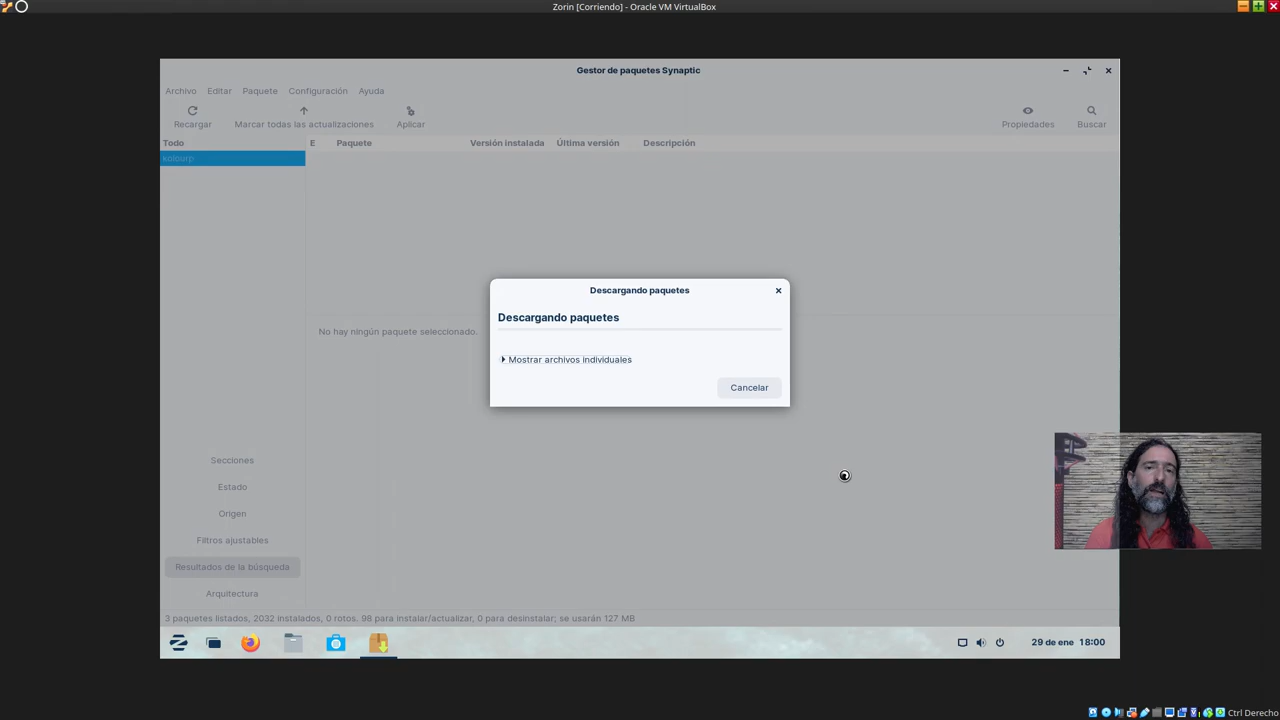 Zorin [Corriendo] - Oracle VM VirtualBox
Gestor de paquetes Synaptic
Archivo Editar Paquete Configuración Ayuda
Recargar Marcar todas las actualizaciones Aplicar Propiedades Buscar
Todo E Paquete Versión instalada Última versión Descripción
kolourp
Descargando paquetes
Descargando paquetes
No hay ningún paquete seleccionado.
Mostrar archivos individuales
Cancelar
Secciones
Estado
Origen
Filtros ajustables
Resultados de la búsqueda
Arquitectura
3 paquetes listados, 2032 instalados, 0 rotos. 98 para instalar/actualizar, 0 para desinstalar; se usarán 127 MB
29 de ene 18:00
Ctrl Derecho